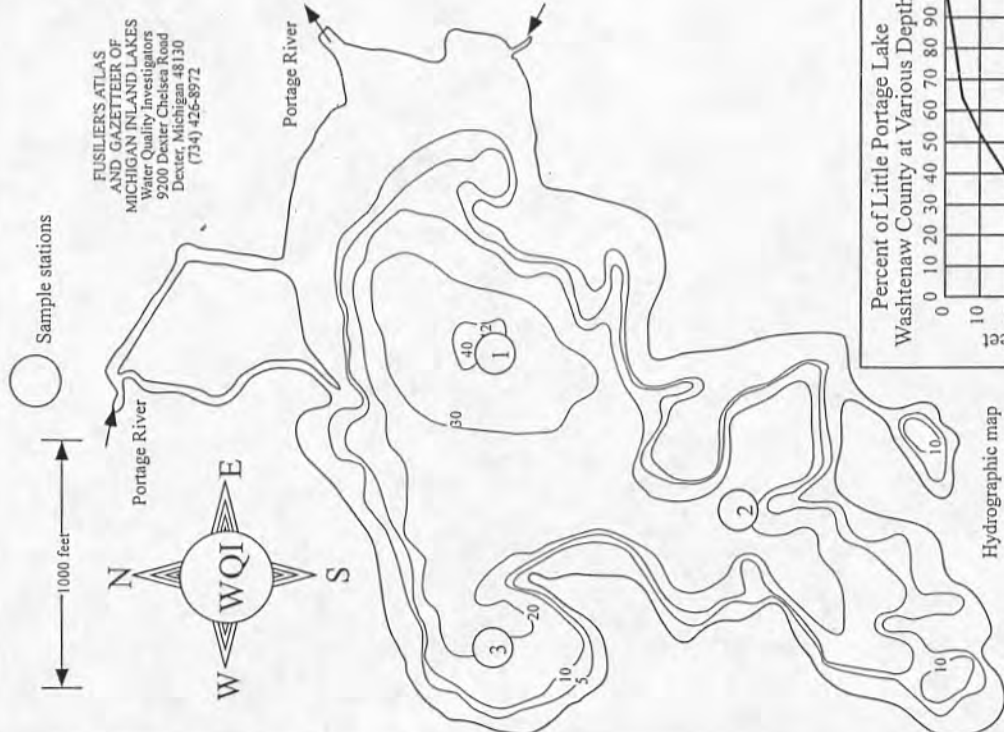 Sample stations
1000 feet
FUSILIER'S ATLAS
AND GAZETTEER OF
MICHIGAN INLAND LAKES
Water Quality Investigators
9200 Dexter Chelsea Road
Dexter, Michigan 48130
(734) 426-8972
Portage River
Portage River
N
W WQI E
S
30
40
1
3
20
10
5
2
10
10
Hydrographic map
Percent of Little Portage Lake
Washtenaw County at Various Depth
0 10 20 30 40 50 60 70 80 90
0
10